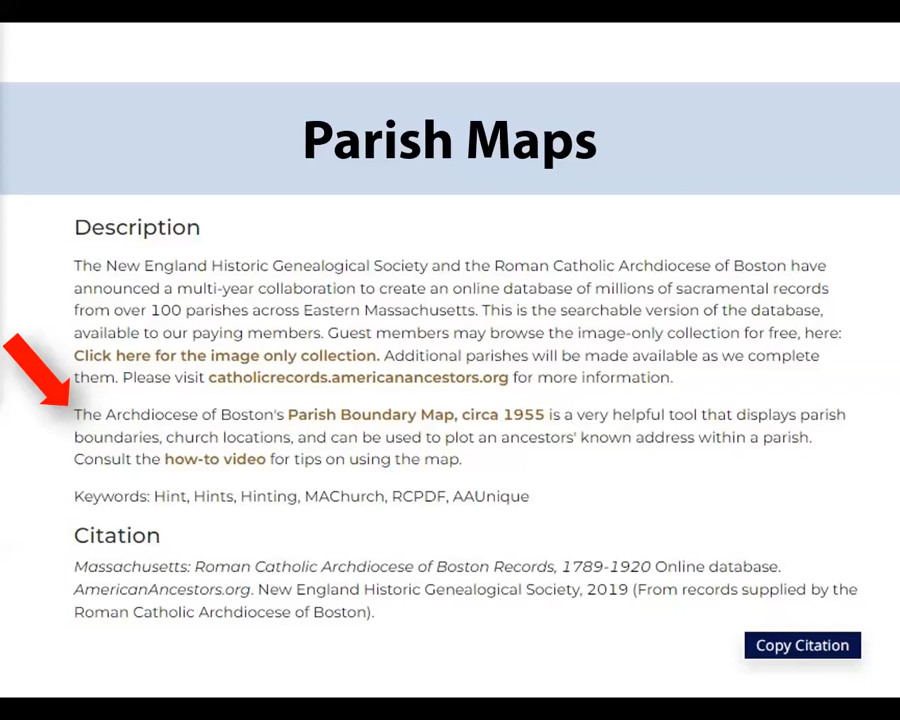 Parish Maps
Description
The New England Historic Genealogical Society and the Roman Catholic Archdiocese of Boston have
announced a multi-year collaboration to create an online database of millions of sacramental records
from over 100 parishes across Eastern Massachusetts. This is the searchable version of the database,
available to our paying members. Guest members may browse the image-only collection for free, here:
Click here for the image only collection. Additional parishes will be made available as we complete
them. Please visit catholicrecords.americanancestors.org for more information.
The Archdiocese of Boston's Parish Boundary Map, circa 1955 is a very helpful tool that displays parish
boundaries, church locations, and can be used to plot an ancestors' known address within a parish.
Consult the how-to video for tips on using the map.
Keywords: Hint, Hints, Hinting, MAChurch, RCPDF, AAUnique
Citation
Massachusetts: Roman Catholic Archdiocese of Boston Records, 1789-1920 Online database.
AmericanAncestors.org. New England Historic Genealogical Society, 2019 (From records supplied by the
Roman Catholic Archdiocese of Boston).
Copy Citation